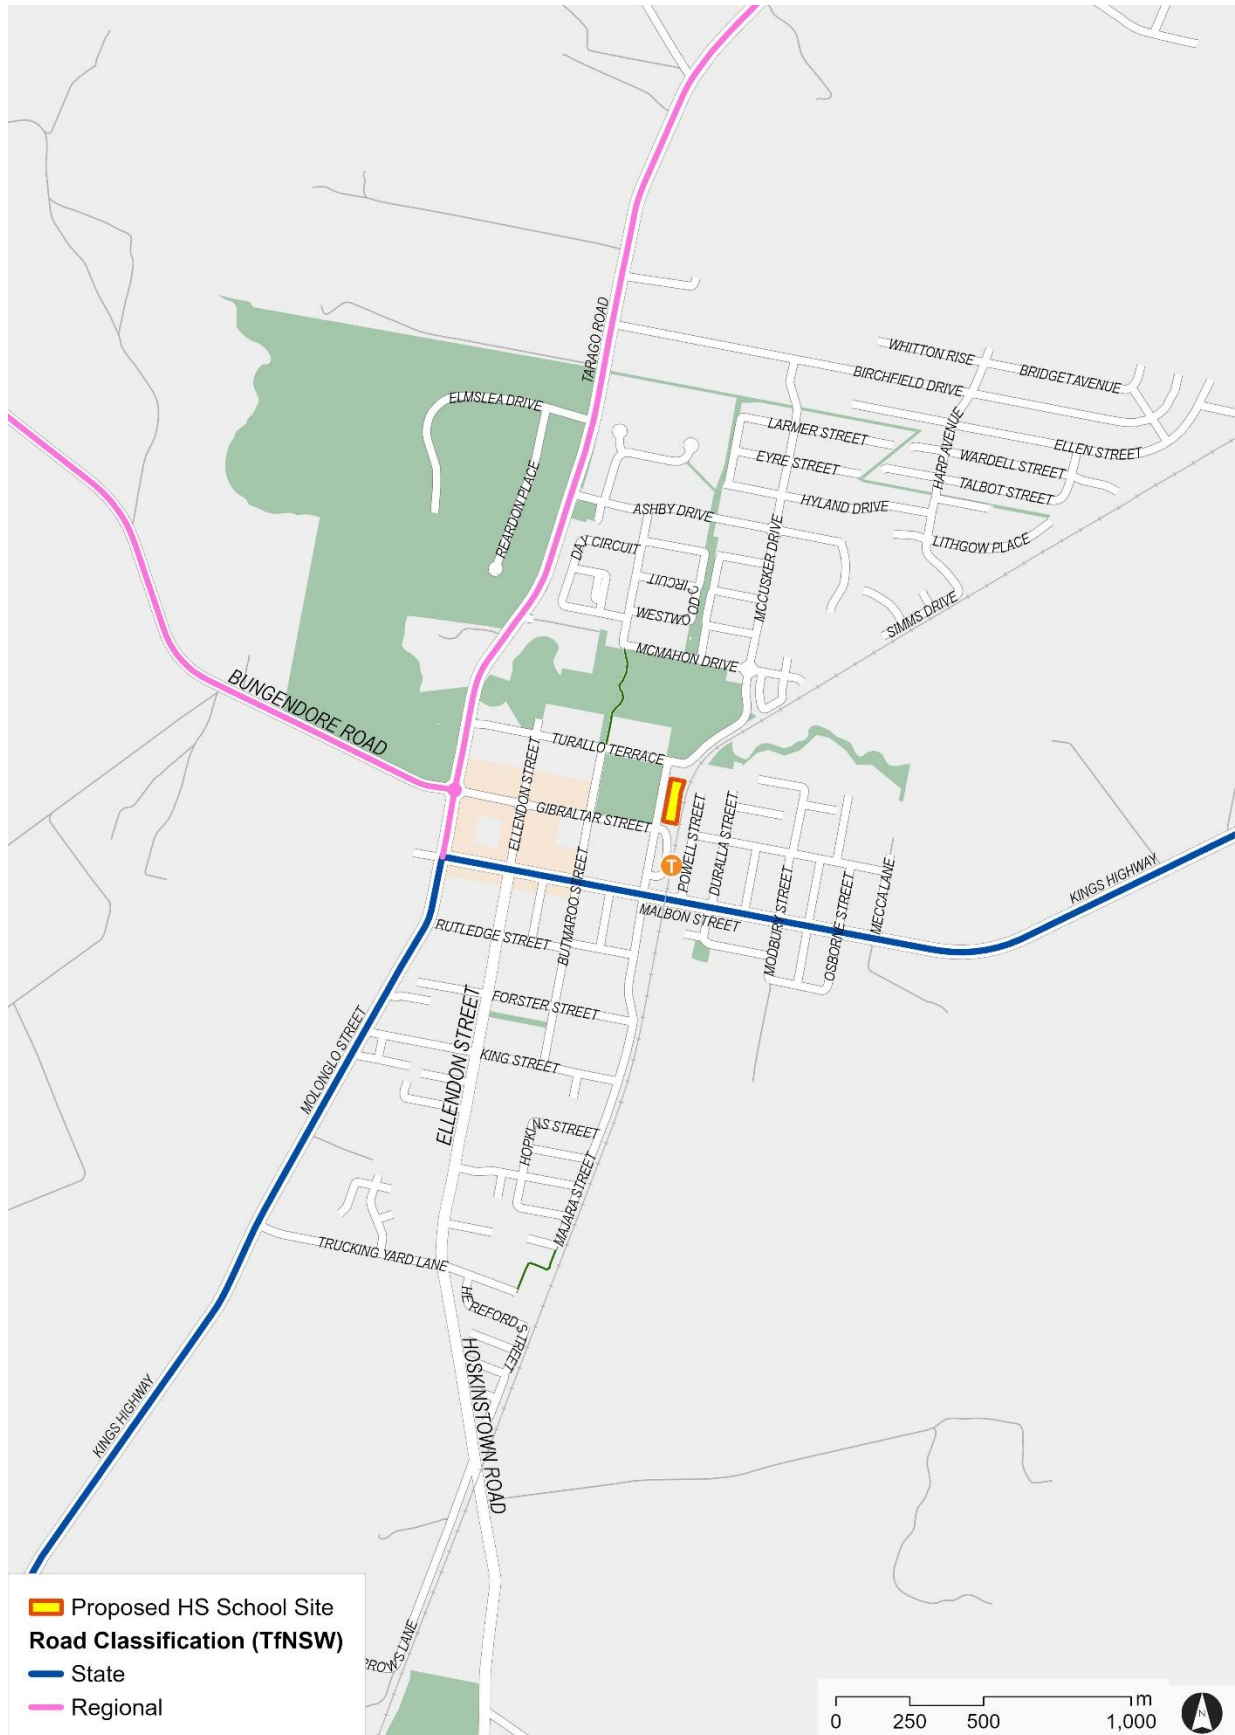 TARAGO ROAD
WHITTON RISE
BRIDGET AVENUE
BIRCHFIELD DRIVE
ELMSLEA DRIVE
LARMER STREET
HARP AVENUE
ELLEN STREET
EYRE STREET
WARDELL STREET
TALBOT STREET
REARDON PLACE
HYLAND DRIVE
ASHBY DRIVE
MCCUSKER DRIVE
LITHGOW PLACE
DAY CIRCUIT
WESTWOOD CIRCUIT
SIMMS DRIVE
MCMAHON DRIVE
BUNGENDORE ROAD
TURALLO TERRACE
ELLENDON STREET
GIBRALTAR STREET
POWELL STREET
DURALLA STREET
T
KINGS HIGHWAY
MECCA LANE
MALBON STREET
BUTMAROO STREET
MODBURY STREET
OSBORNE STREET
RUTLEDGE STREET
FORSTER STREET
ELLENDON STREET
KING STREET
MOLONGLO STREET
HOPKINS STREET
MAJARA STREET
TRUCKING YARD LANE
HEREFORD STREET
HOSKINSTOWN ROAD
KINGS HIGHWAY
PROWS LANE
Proposed HS School Site
Road Classification (TfNSW)
State
Regional
m
0 250 500 1,000
N